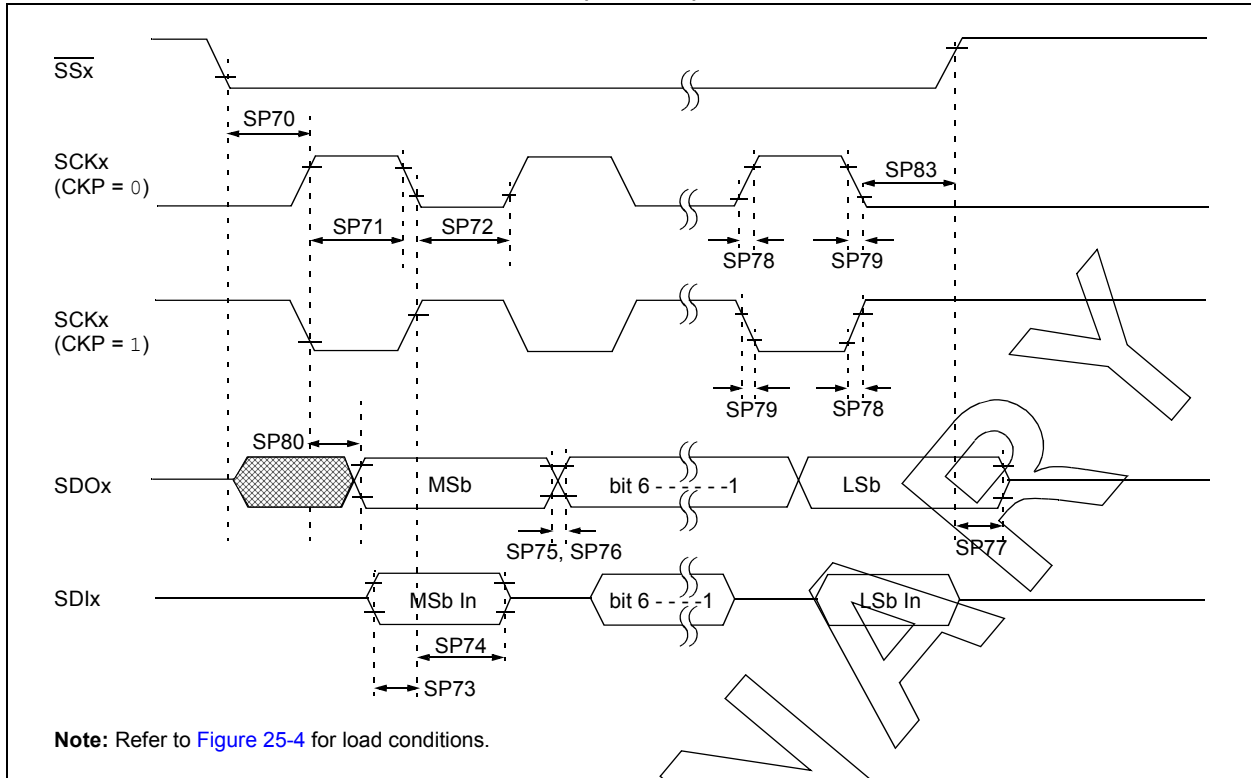 SSx
SP70
SCKx
(CKP = 0)
SP83
SP71
SP72
SP78
SP79
SCKx
(CKP = 1)
SP79
SP78
SP80
SDOx
MSb
bit 6 - - - - - -1
LSb
SP75, SP76
SP77
SDIx
MSb In
bit 6 - - - -1
LSb In
SP74
SP73
Note: Refer to Figure 25-4 for load conditions.
A
R
Y